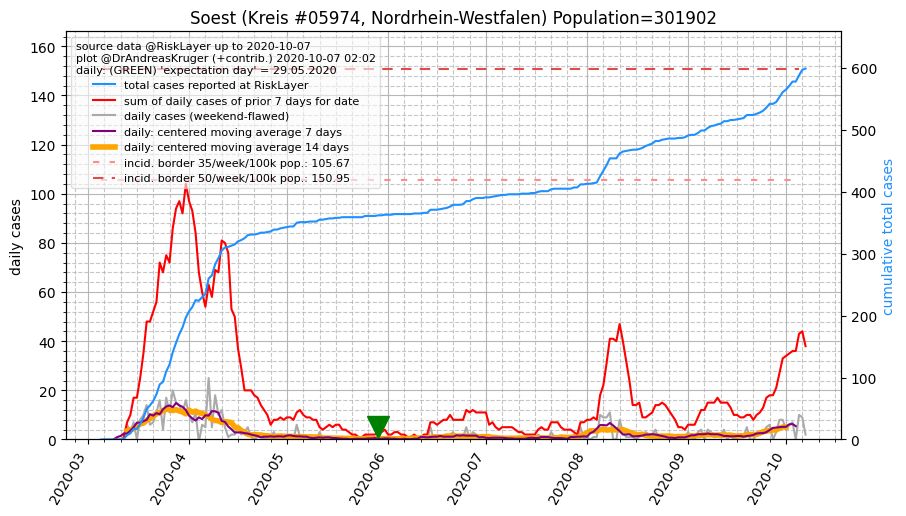 Soest (Kreis #05974, Nordrhein-Westfalen) Population=301902
source data @RiskLayer up to 2020-10-07
plot @DrAndreasKruger (+contrib.) 2020-10-07 02:02
daily: (GREEN) 'expectation day' = 29.05.2020
total cases reported at RiskLayer
sum of daily cases of prior 7 days for date
daily cases (weekend-flawed)
daily: centered moving average 7 days
daily: centered moving average 14 days
incid. border 35/week/100k pop.: 105.67
incid. border 50/week/100k pop.: 150.95
daily cases
160
140
120
100
80
60
40
20
0
cumulative total cases
600
500
400
300
200
100
0
2020-03
2020-04
2020-05
2020-06
2020-07
2020-08
2020-09
2020-10